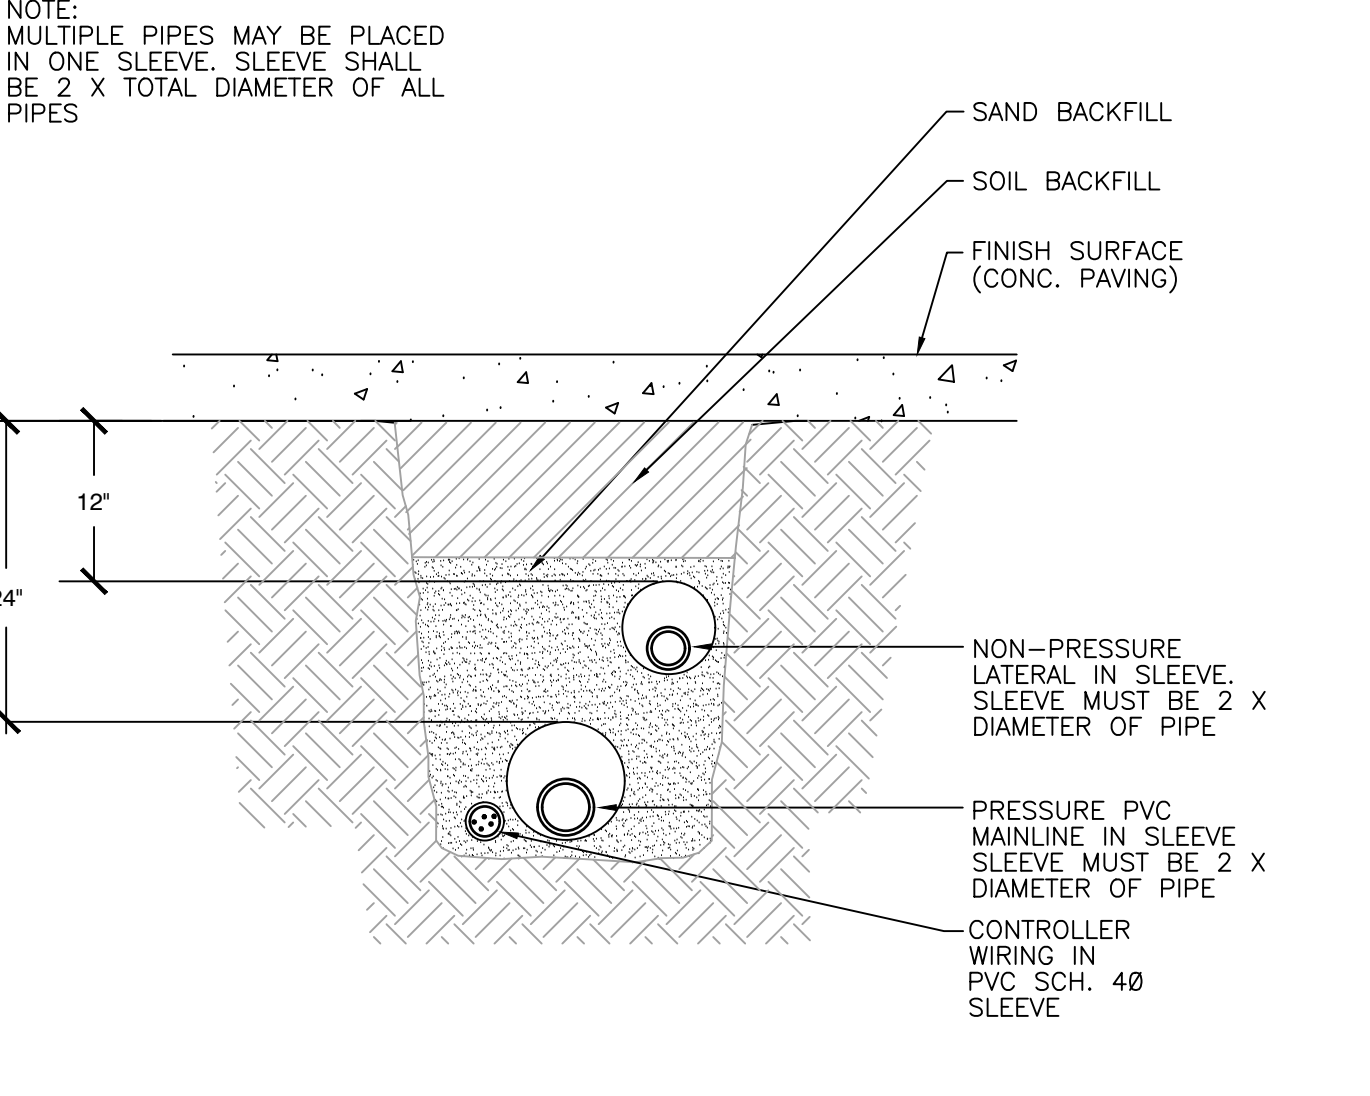 NOTE:
MULTIPLE PIPES MAY BE PLACED
IN ONE SLEEVE. SLEEVE SHALL
BE 2 X TOTAL DIAMETER OF ALL
PIPES
SAND BACKFILL
SOIL BACKFILL
FINISH SURFACE
(CONC. PAVING)
12"
24"
NON-PRESSURE
LATERAL IN SLEEVE.
SLEEVE MUST BE 2 X
DIAMETER OF PIPE
PRESSURE PVC
MAINLINE IN SLEEVE
SLEEVE MUST BE 2 X
DIAMETER OF PIPE
CONTROLLER
WIRING IN
PVC SCH. 40
SLEEVE